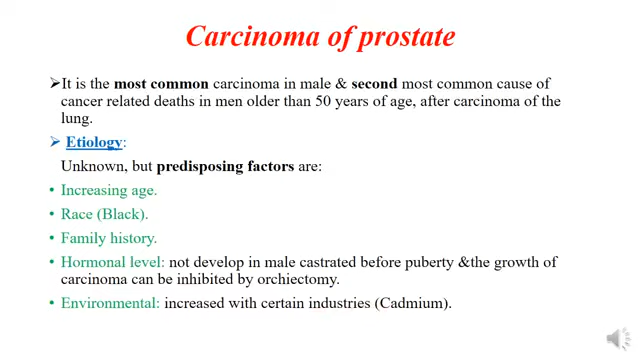 Carcinoma of prostate
➢It is the most common carcinoma in male & second most common cause of
cancer related deaths in men older than 50 years of age, after carcinoma of the
lung.
➢ Etiology:
Unknown, but predisposing factors are:
• Increasing age.
• Race (Black).
• Family history.
• Hormonal level: not develop in male castrated before puberty &the growth of
carcinoma can be inhibited by orchiectomy.
• Environmental: increased with certain industries (Cadmium).